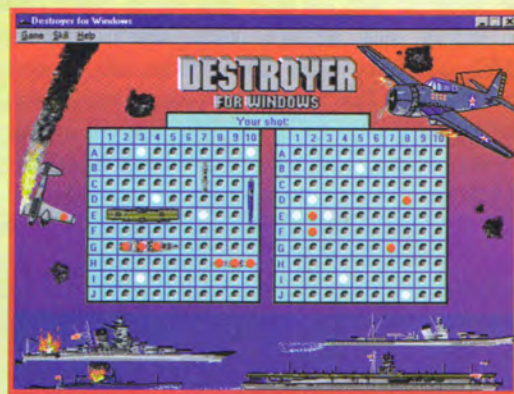 Destroyer for Windows
Game Skill Help
DESTROYER
FOR WINDOWS
Your shot:
1 2 3 4 5 6 7 8 9 10
A
B
C
D
E
F
G
H
I
J
1 2 3 4 5 6 7 8 9 10
A
B
C
D
E
F
G
H
I
J